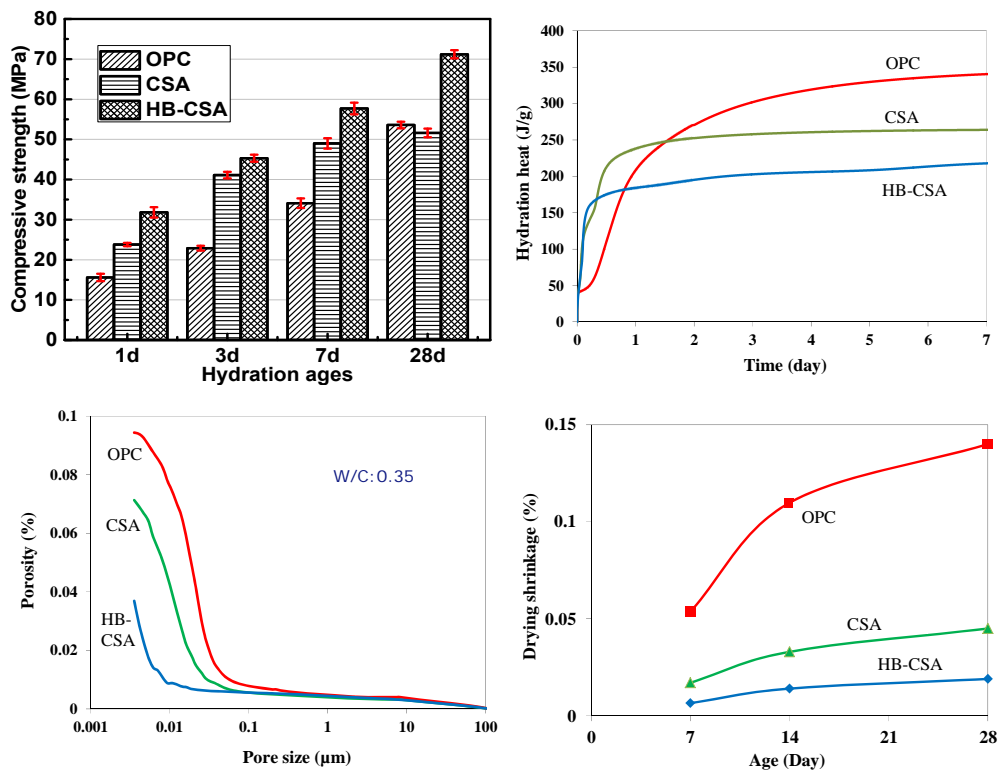 80
70
60
50
40
30
20
10
0
Compressive strength (MPa)
OPC
CSA
HB-CSA
1d 3d 7d 28d
Hydration ages
400
350
300
250
200
150
100
50
0
Hydration heat (J/g)
OPC
CSA
HB-CSA
0 1 2 3 4 5 6 7
Time (day)
0.1
0.08
0.06
0.04
0.02
0
Porosity (%)
OPC
CSA
HB-
CSA
W/C:0.35
0.001 0.01 0.1 1 10 100
Pore size (µm)
0.15
0.1
0.05
0
Drying shrinkage (%)
OPC
CSA
HB-CSA
0 7 14 21 28
Age (Day)